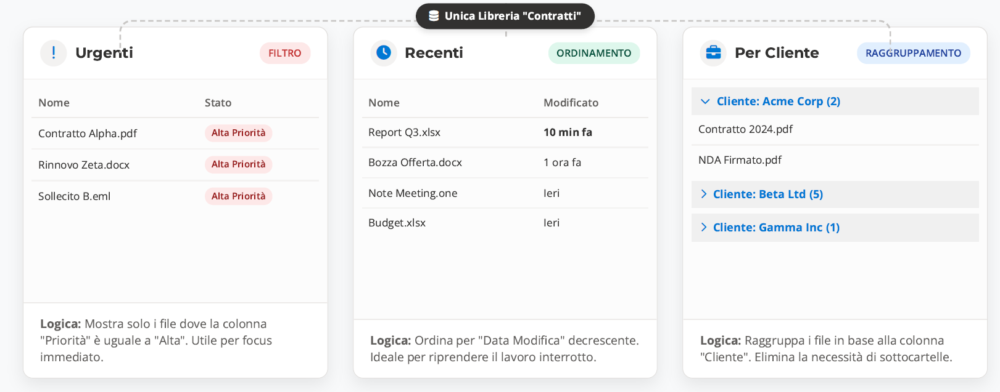 Unica Libreria "Contratti"
Urgenti
FILTRO
Nome Stato
Contratto Alpha.pdf Alta Priorità
Rinnovo Zeta.docx Alta Priorità
Sollecito B.eml Alta Priorità
Logica: Mostra solo i file dove la colonna
"Priorità" è uguale a "Alta". Utile per focus
immediato.
Recenti
ORDINAMENTO
Nome Modificato
Report Q3.xlsx 10 min fa
Bozza Offerta.docx 1 ora fa
Note Meeting.one Ieri
Budget.xlsx Ieri
Logica: Ordina per "Data Modifica" decrescente.
Ideale per riprendere il lavoro interrotto.
Per Cliente
RAGGRUPPAMENTO
Cliente: Acme Corp (2)
Contratto 2024.pdf
NDA Firmato.pdf
Cliente: Beta Ltd (5)
Cliente: Gamma Inc (1)
Logica: Raggruppa i file in base alla colonna
"Cliente". Elimina la necessità di sottocartelle.